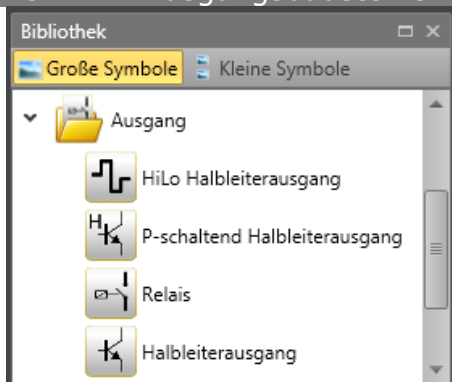 Bibliothek
Große Symbole Kleine Symbole
Ausgang
HiLo Halbleiterausgang
H P-schaltend Halbleiterausgang
Relais
Halbleiterausgang